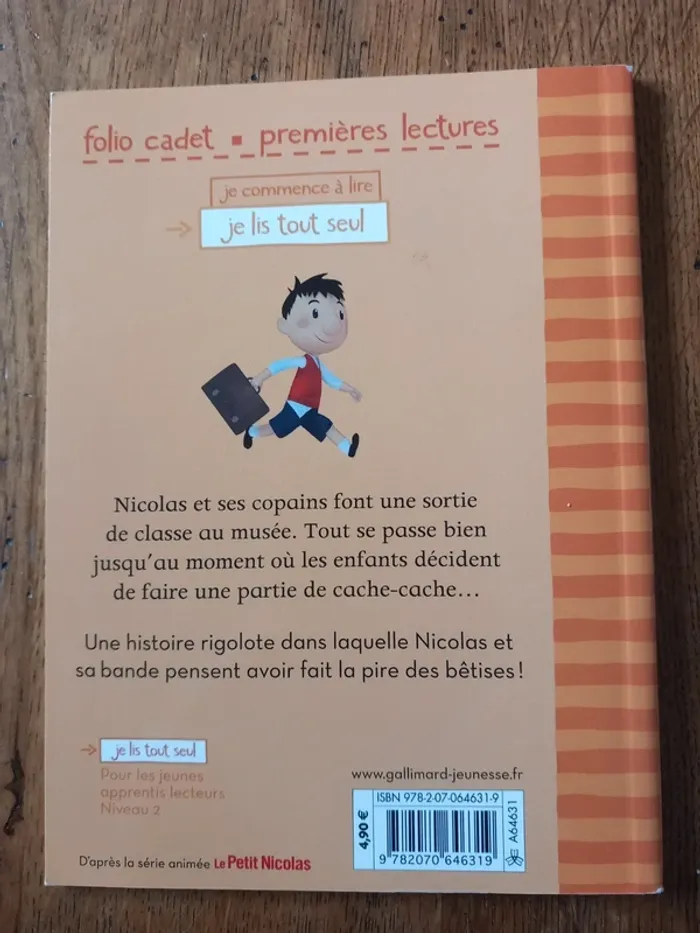 folio cadet ▪ premières lectures
je commence à lire
→ je lis tout seul
Nicolas et ses copains font une sortie
de classe au musée. Tout se passe bien
jusqu'au moment où les enfants décident
de faire une partie de cache-cache…
Une histoire rigolote dans laquelle Nicolas et
sa bande pensent avoir fait la pire des bêtises !
→ je lis tout seul
Pour les jeunes
apprentis lecteurs
Niveau 2
D'après la série animée Le Petit Nicolas
www.gallimard-jeunesse.fr
4,90 €
ISBN 978-2-07-064631-9
9 782070 646319
A64631